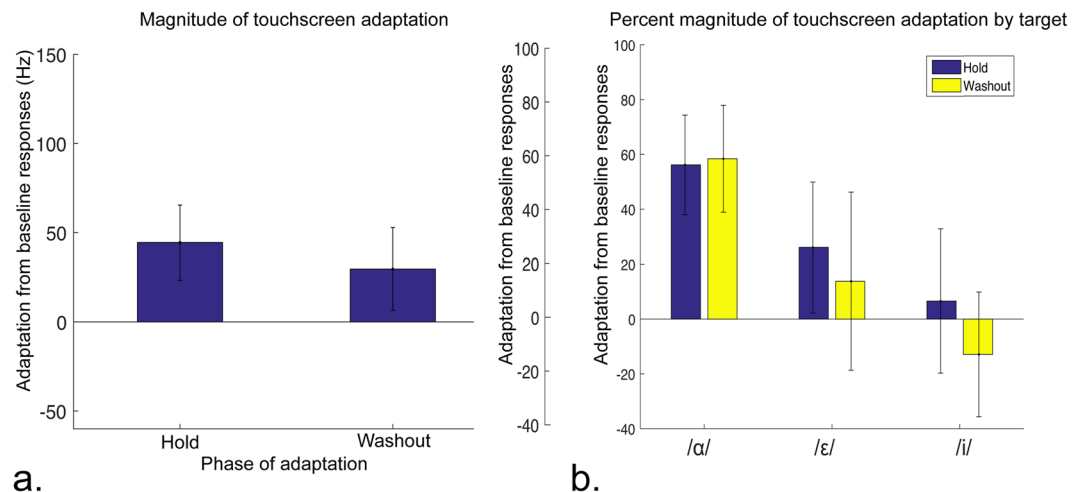 Magnitude of touchscreen adaptation
Adaptation from baseline responses (Hz)
150
100
50
0
-50
Hold
Washout
Phase of adaptation
a.
Adaptation from baseline responses
100
80
60
40
20
0
-20
-40
Percent magnitude of touchscreen adaptation by target
Adaptation from baseline responses
100
80
60
40
20
0
-20
-40
Hold
Washout
/ɑ/
/ɛ/
/i/
b.